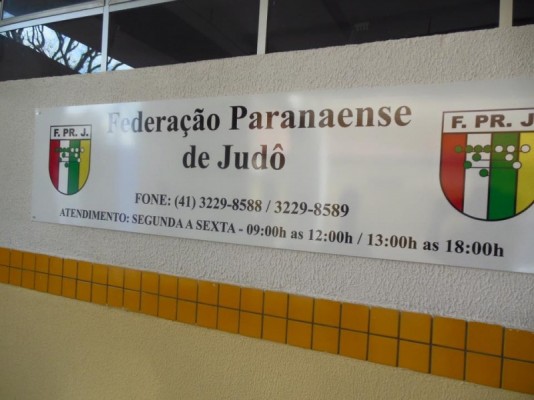 F. PR. J.
Federação Paranaense
de Judô
F. PR. J.
FONE: (41) 3229-8588 / 3229-8589
ATENDIMENTO: SEGUNDA A SEXTA - 09:00h as 12:00h / 13:00h as 18:00h